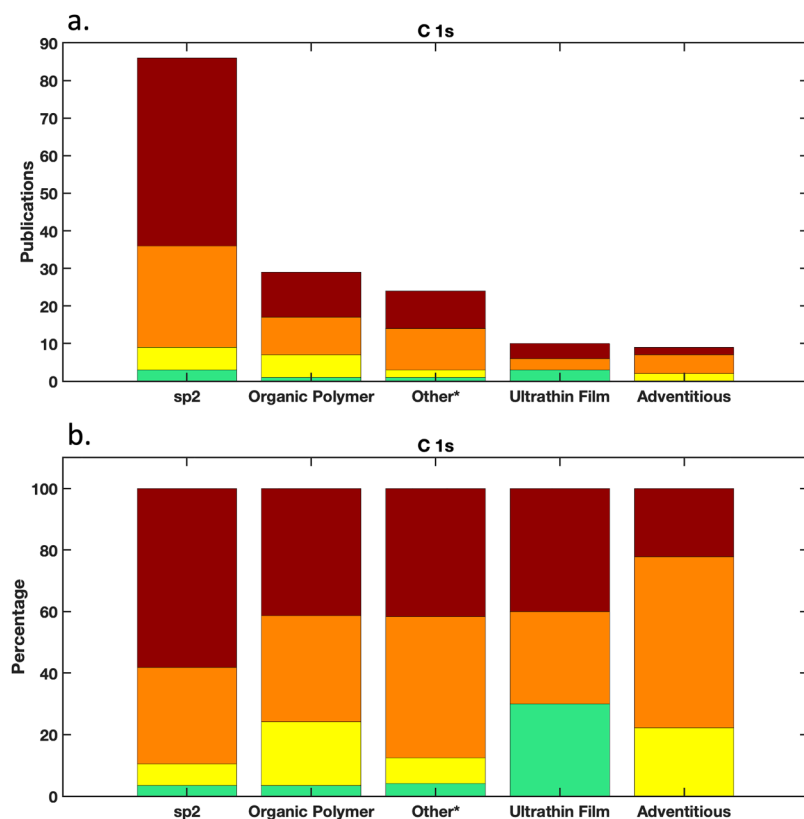 a.
C 1s
90
80
70
60
50
40
30
20
10
0
Publications
sp2 Organic Polymer Other* Ultrathin Film Adventitious
b.
C 1s
100
80
60
40
20
0
Percentage
sp2 Organic Polymer Other* Ultrathin Film Adventitious